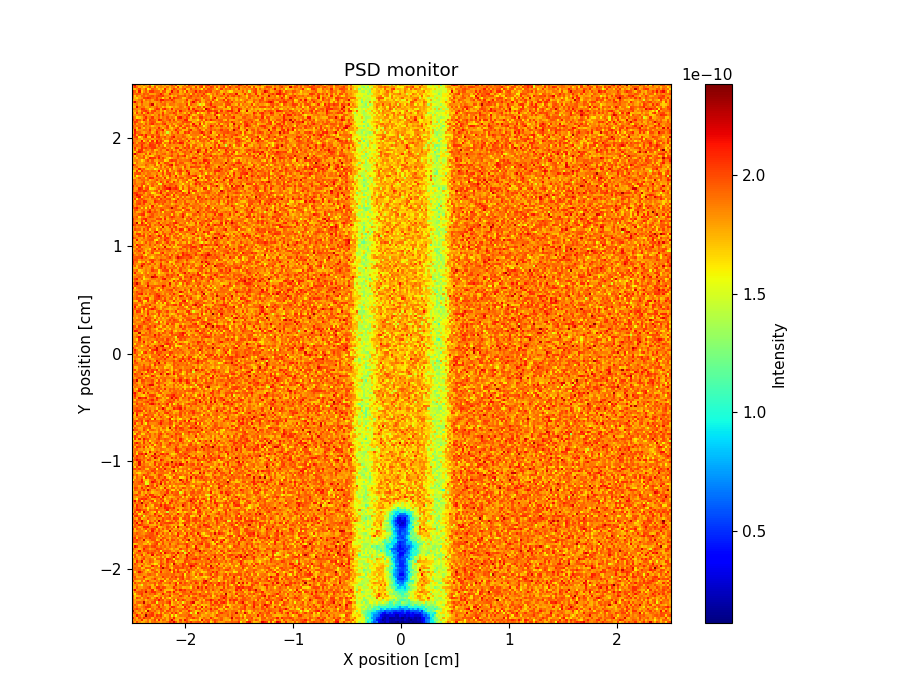 PSD monitor
1e−10
2
1
0
−1
−2
Y position [cm]
−2 −1 0 1 2
X position [cm]
2.0
1.5
1.0
0.5
Intensity